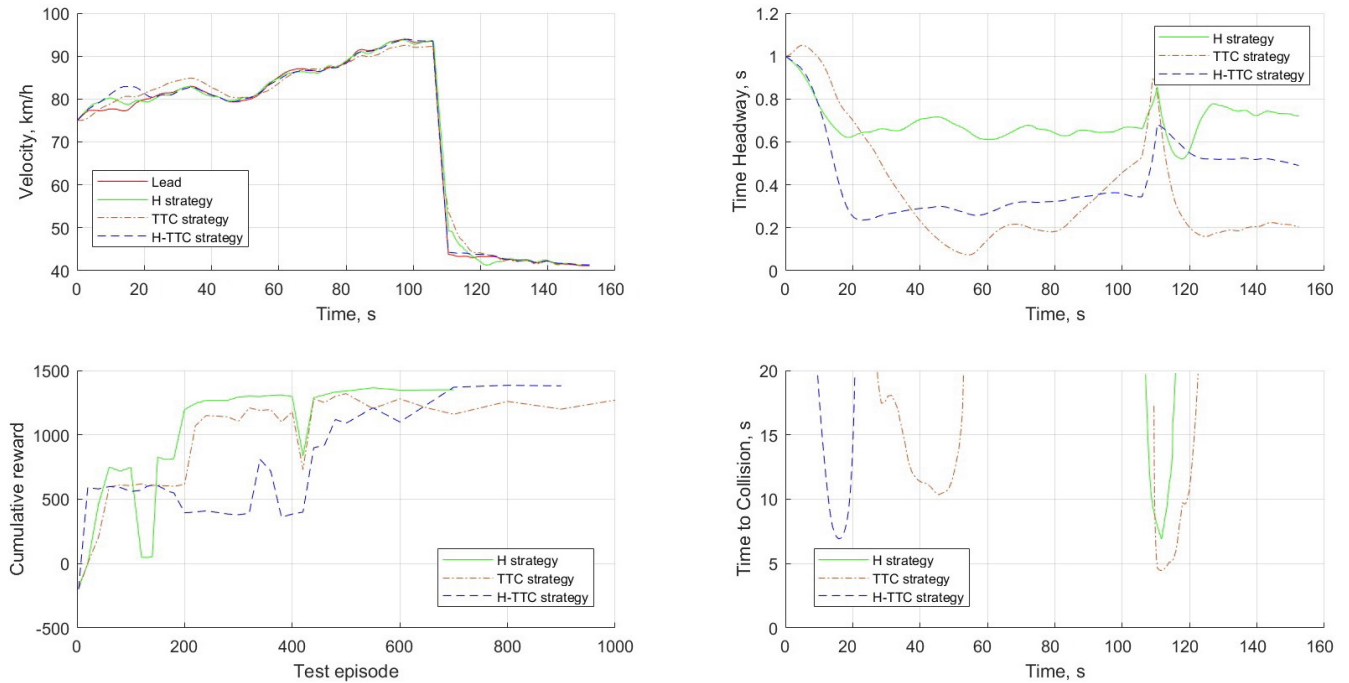 Velocity, km/h
100
90
80
70
60
50
40
0
20
40
60
80
100
120
140
160
Time, s
Lead
H strategy
TTC strategy
H-TTC strategy
Time Headway, s
1.2
1
0.8
0.6
0.4
0.2
0
0
20
40
60
80
100
120
140
160
Time, s
H strategy
TTC strategy
H-TTC strategy
Cumulative reward
1500
1000
500
0
-500
0
200
400
600
800
1000
Test episode
H strategy
TTC strategy
H-TTC strategy
Time to Collision, s
20
15
10
5
0
0
20
40
60
80
100
120
140
160
Time, s
H strategy
TTC strategy
H-TTC strategy